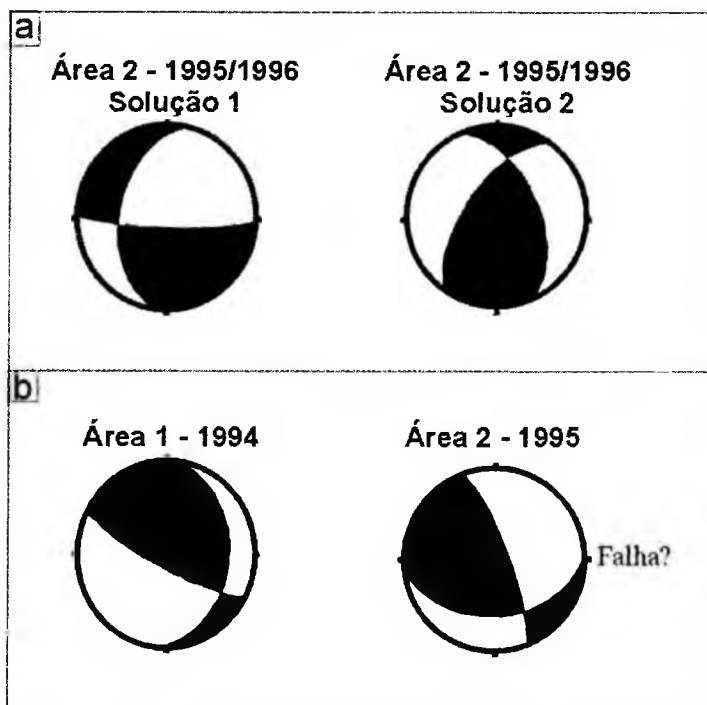 a
Área 2 - 1995/1996
Solução 1
Área 2 - 1995/1996
Solução 2
b
Área 1 - 1994
Área 2 - 1995
Falha?